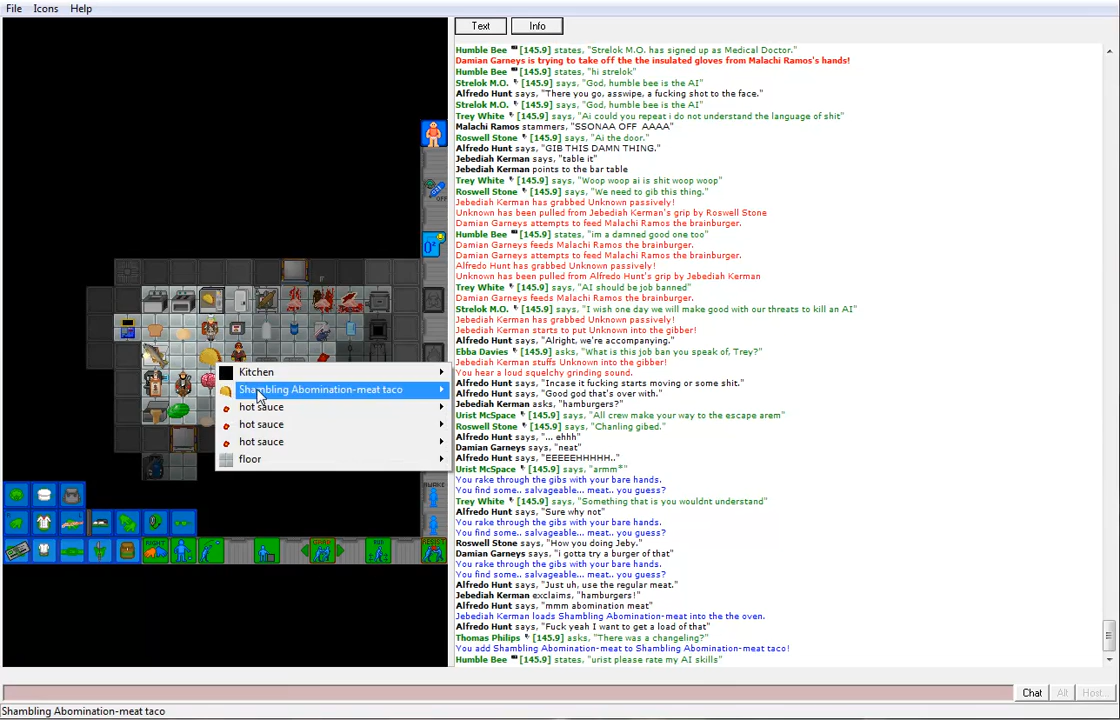 File Icons Help
Text Info
Humble Bee [145.9] states, "Strelok M.O. has signed up as Medical Doctor."
Damian Garneys is trying to take off the the insulated gloves from Malachi Ramos's hands!
Humble Bee [145.9] states, "hi strelok"
Strelok M.O. [145.9] says, "God, humble bee is the AI"
Alfredo Hunt says, "There you go, asswipe, a fucking shot to the face."
Strelok M.O. [145.9] says, "God, humble bee is the AI"
Trey White [145.9] says, "Ai could you repeat i do not understand the language of shit"
Malachi Ramos stammers, "SSONAA OFF AAAA"
Roswell Stone [145.9] says, "Ai the door."
Alfredo Hunt says, "GIB THIS DAMN THING."
Jebediah Kerman says, "table it"
Jebediah Kerman points to the bar table
Trey White [145.9] says, "Woop woop ai is shit woop woop"
Roswell Stone [145.9] says, "We need to gib this thing."
Jebediah Kerman has grabbed Unknown passively!
Unknown has been pulled from Jebediah Kerman's grip by Roswell Stone
Damian Garneys attempts to feed Malachi Ramos the brainburger.
Humble Bee [145.9] states, "im a damned good one too"
Damian Garneys feeds Malachi Ramos the brainburger.
Damian Garneys attempts to feed Malachi Ramos the brainburger.
Alfredo Hunt has grabbed Unknown passively!
Unknown has been pulled from Alfredo Hunt's grip by Jebediah Kerman
Trey White [145.9] says, "AI should be job banned"
Damian Garneys feeds Malachi Ramos the brainburger.
Strelok M.O. [145.9] says, "I wish one day we will make good with our threats to kill an AI"
Jebediah Kerman has grabbed Unknown passively!
Jebediah Kerman starts to put Unknown into the gibber!
Alfredo Hunt says, "Alright, we're accompanying."
Ebba Davies [145.9] asks, "What is this job ban you speak of, Trey?"
Jebediah Kerman stuffs Unknown into the gibber!
You hear a loud squelchy grinding sound.
Alfredo Hunt says, "Incase it fucking starts moving or some shit."
Alfredo Hunt says, "Good god that's over with."
Jebediah Kerman asks, "hamburgers?"
Urist McSpace [145.9] says, "All crew make your way to the escape arem"
Roswell Stone [145.9] says, "Chanling gibed."
Alfredo Hunt says, "... ehhh"
Damian Garneys says, "neat"
Alfredo Hunt says, "EEEEEHHHHH.."
Urist McSpace [145.9] says, "armm*"
You rake through the gibs with your bare hands.
You find some.. salvageable... meat.. you guess?
Trey White [145.9] says, "Something that is you wouldnt understand"
Alfredo Hunt says, "Sure why not"
You rake through the gibs with your bare hands.
You find some.. salvageable... meat.. you guess?
Roswell Stone says, "How you doing Jeby."
Damian Garneys says, "i gotta try a burger of that"
You rake through the gibs with your bare hands.
You find some.. salvageable... meat.. you guess?
Alfredo Hunt says, "Just uh, use the regular meat."
Jebediah Kerman exclaims, "hamburgers!"
Alfredo Hunt says, "mmm abomination meat"
Jebediah Kerman loads Shambling Abomination-meat into the the oven.
Alfredo Hunt says, "Fuck yeah I want to get a load of that"
Thomas Philips [145.9] asks, "There was a changeling?"
You add Shambling Abomination-meat to Shambling Abomination-meat taco!
Humble Bee [145.9] states, "urist please rate my AI skills"
OFF
Kitchen
Shambling Abomination-meat taco
hot sauce
hot sauce
hot sauce
floor
AWAKE
RIGHT
RUN
RESIST
Chat Alt Host...
Shambling Abomination-meat taco